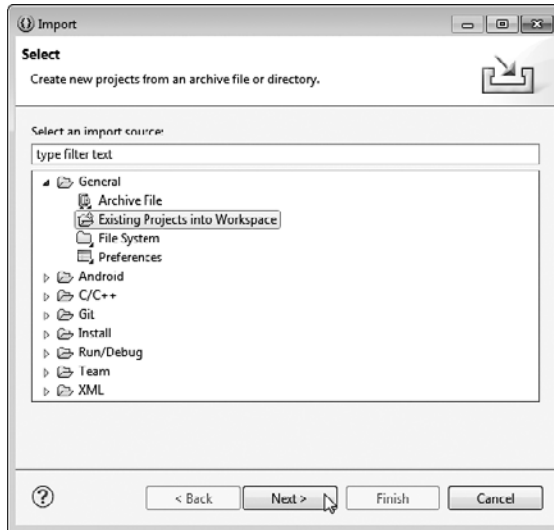 Import
Select
Create new projects from an archive file or directory.
Select an import source:
type filter text
General
Archive File
Existing Projects into Workspace
File System
Preferences
Android
C/C++
Git
Install
Run/Debug
Team
XML
?
< Back Next > Finish Cancel